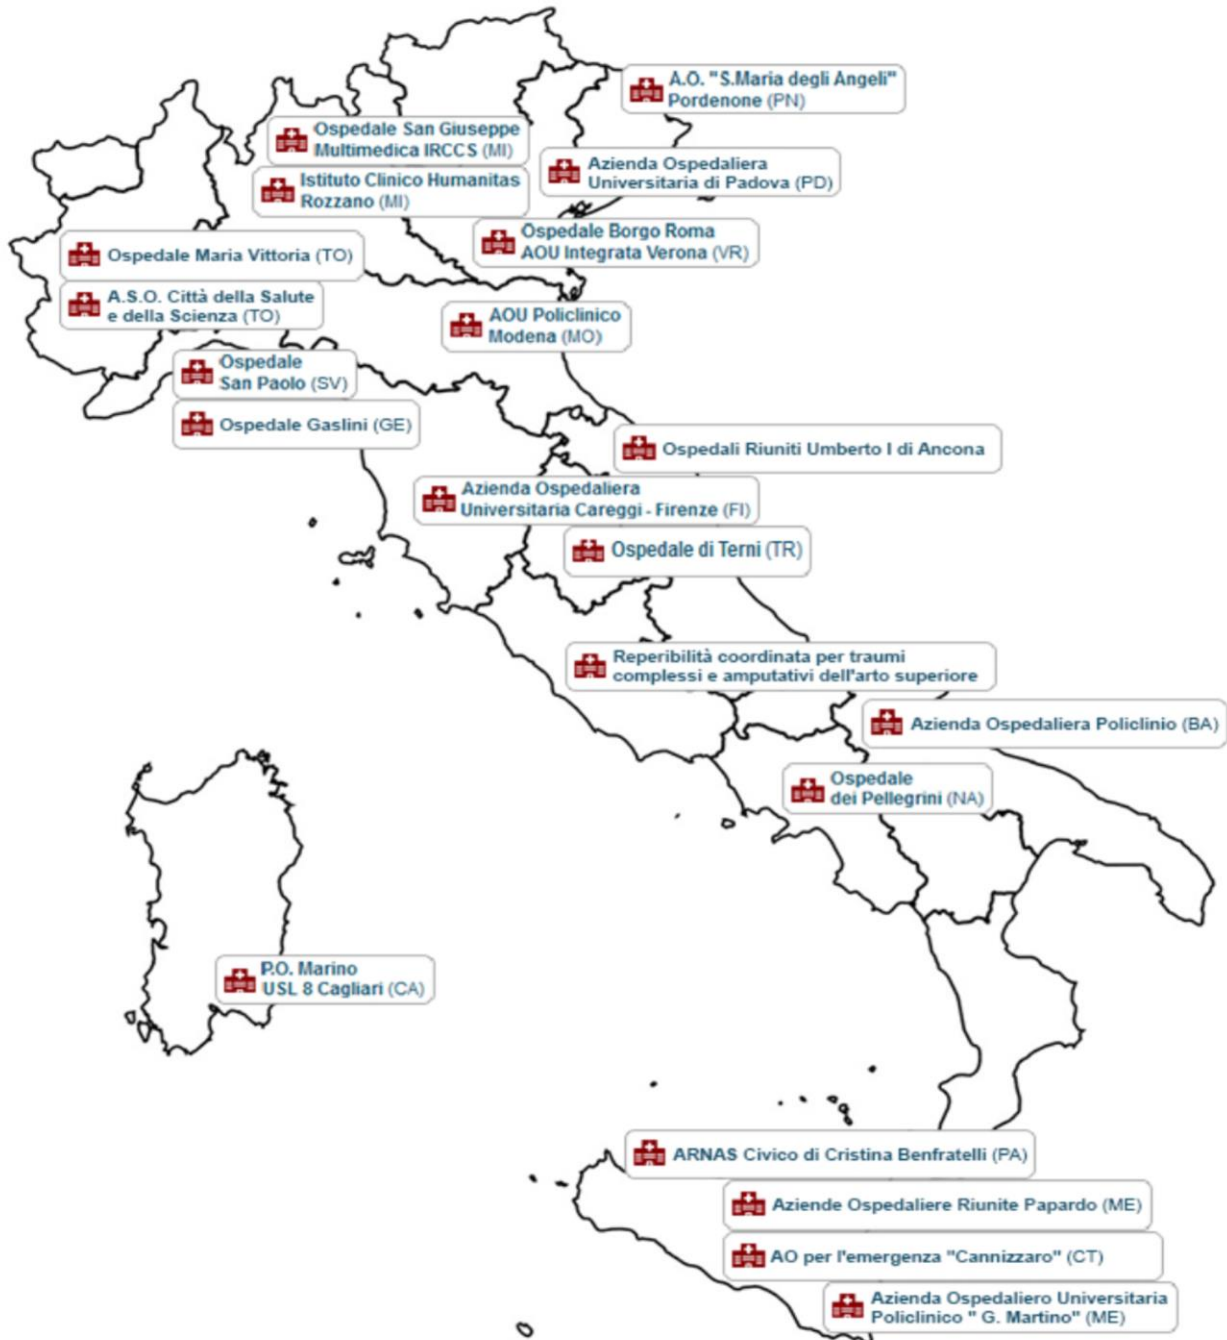 A.O. "S.Maria degli Angeli"
Pordenone (PN)
Ospedale San Giuseppe
Multimedica IRCCS (MI)
Azienda Ospedaliera
Universitaria di Padova (PD)
Istituto Clinico Humanitas
Rozzano (MI)
Ospedale Borgo Roma
AOU Integrata Verona (VR)
Ospedale Maria Vittoria (TO)
A.S.O. Città della Salute
e della Scienza (TO)
AOU Policlinico
Modena (MO)
Ospedale
San Paolo (SV)
Ospedale Gaslini (GE)
Ospedali Riuniti Umberto I di Ancona
Azienda Ospedaliera
Universitaria Careggi - Firenze (FI)
Ospedale di Terni (TR)
Reperibilità coordinata per traumi
complessi e amputativi dell'arto superiore
Azienda Ospedaliera Policlinio (BA)
Ospedale
dei Pellegrini (NA)
P.O. Marino
USL 8 Cagliari (CA)
ARNAS Civico di Cristina Benfratelli (PA)
Aziende Ospedaliere Riunite Papardo (ME)
AO per l'emergenza "Cannizzaro" (CT)
Azienda Ospedaliero Universitaria
Policlinico " G. Martino" (ME)